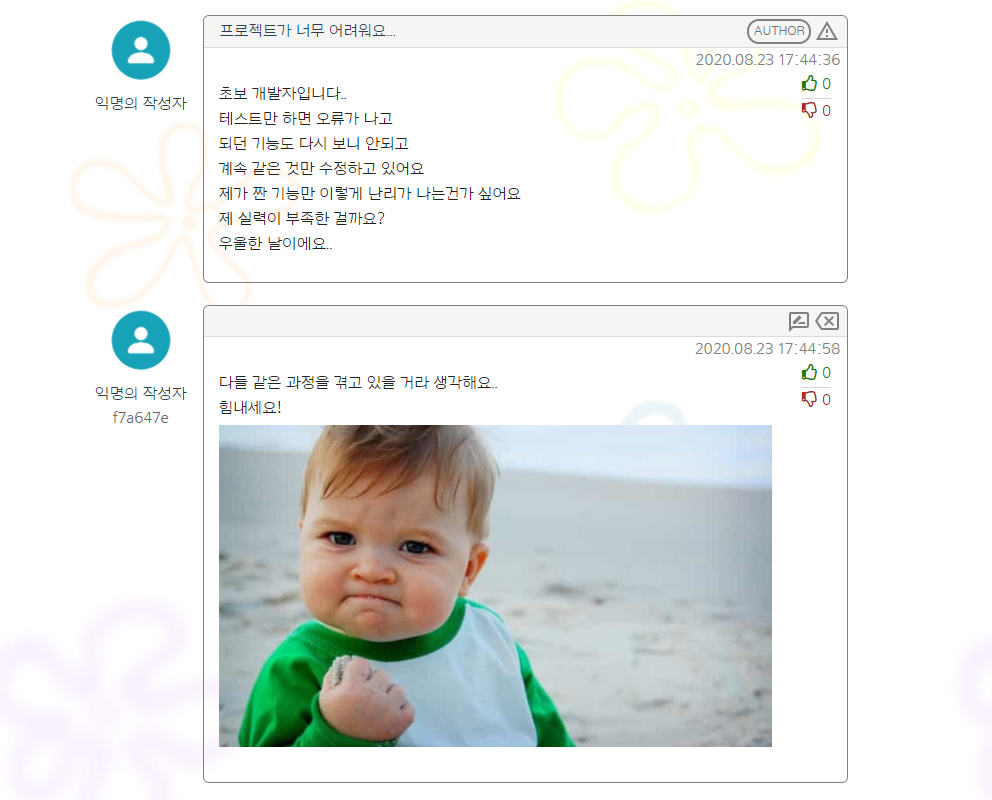 프로젝트가 너무 어려워요...
AUTHOR
2020.08.23 17:44:36
익명의 작성자
0
0
초보 개발자입니다..
테스트만 하면 오류가 나고
되던 기능도 다시 보니 안되고
계속 같은 것만 수정하고 있어요
제가 짠 기능만 이렇게 난리가 나는건가 싶어요
제 실력이 부족한 걸까요?
우울한 날이에요..
2020.08.23 17:44:58
익명의 작성자
f7a647e
0
0
다들 같은 과정을 겪고 있을 거라 생각해요..
힘내세요!